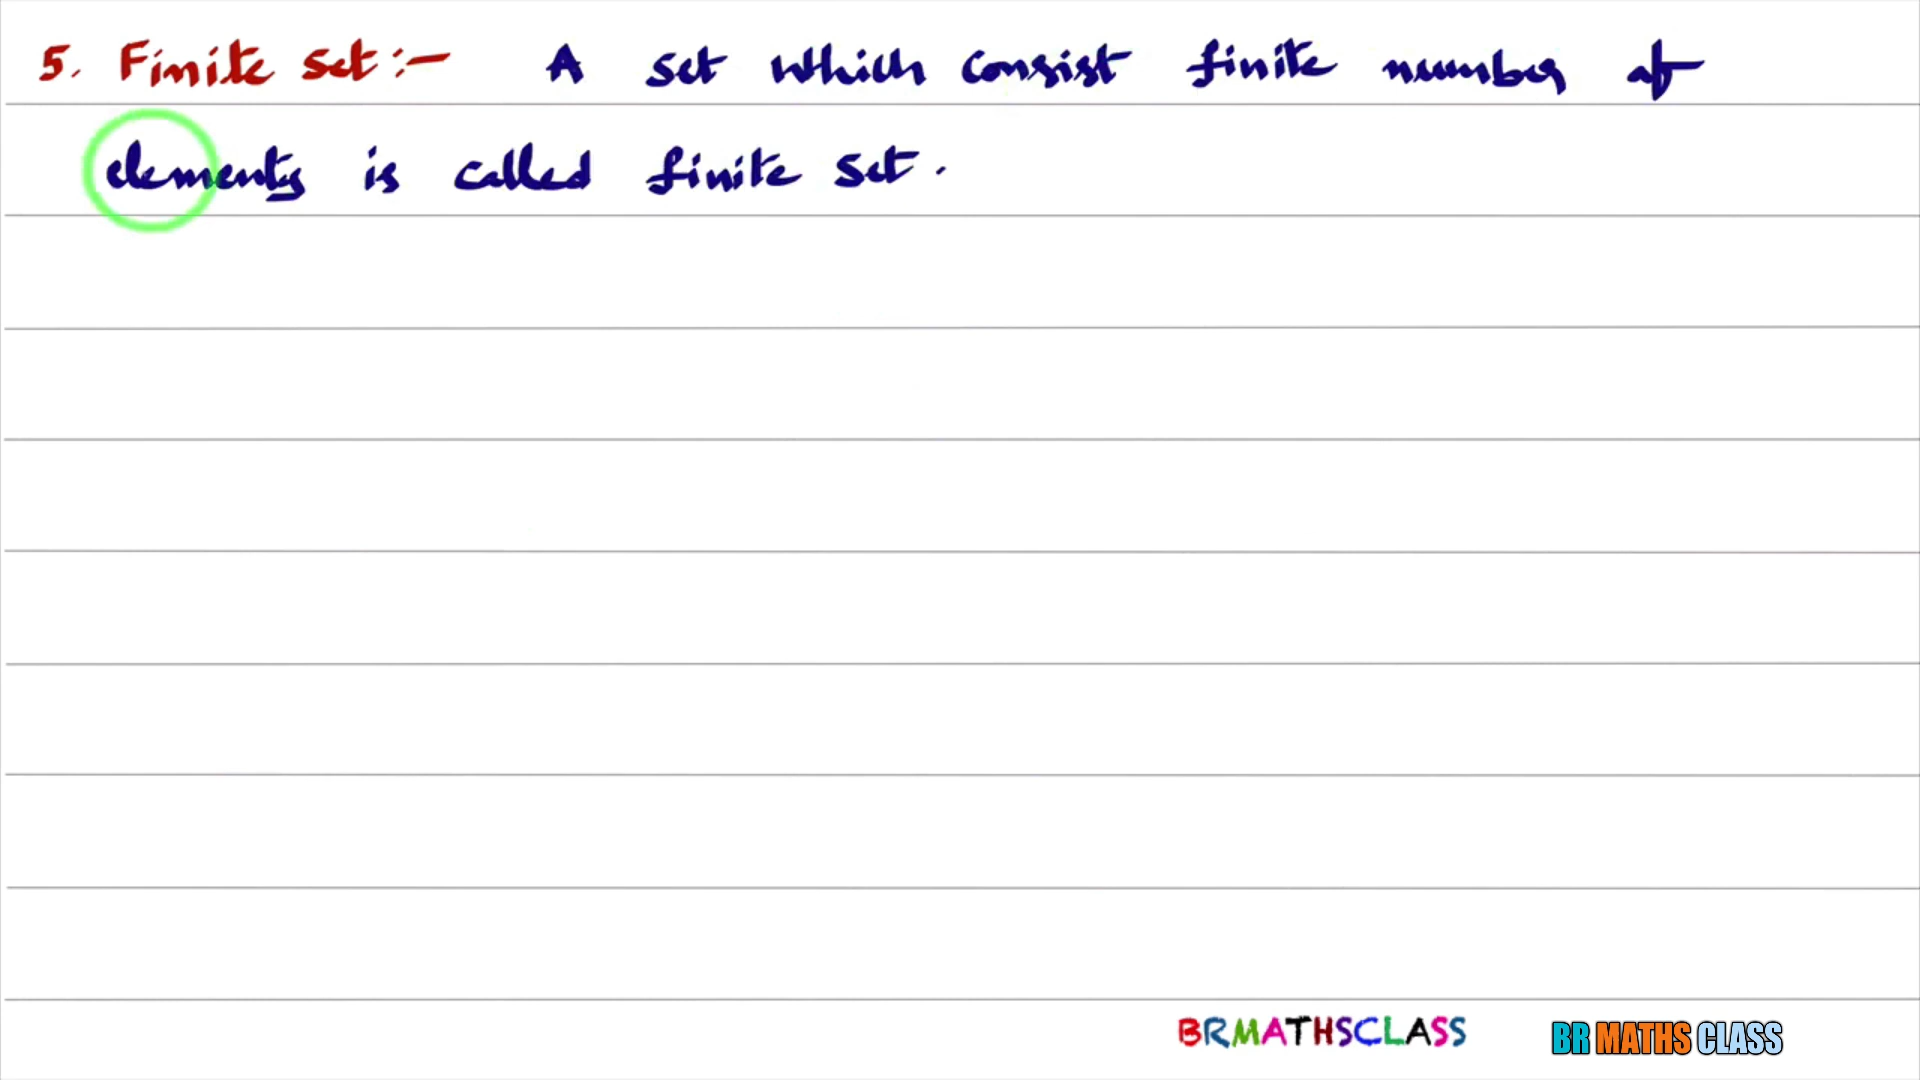 5. Finite set:- A set which consist finite number of
elements is called finite set.
BRMATHSCLASS
BR MATHS CLASS